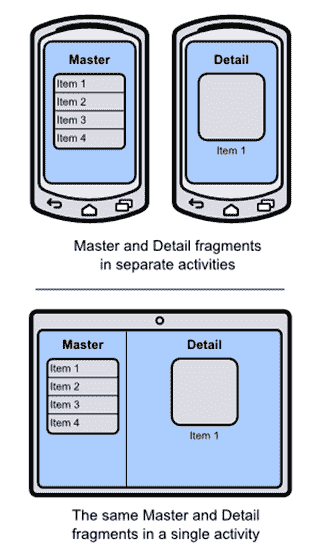 Master
Item 1
Item 2
Item 3
Item 4
Detail
Item 1
Master and Detail fragments
in separate activities
Master
Item 1
Item 2
Item 3
Item 4
Detail
Item 1
The same Master and Detail
fragments in a single activity